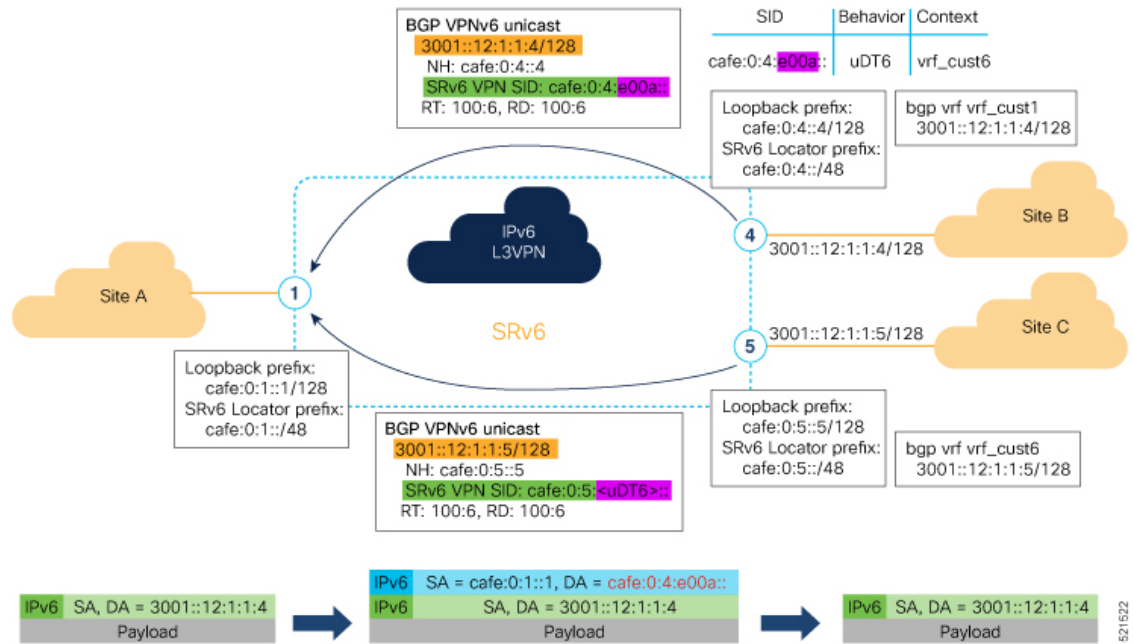 BGP VPNv6 unicast
3001::12:1:1:4/128
NH: cafe:0:4::4
SRv6 VPN SID: cafe:0:4:e00a::
RT: 100:6, RD: 100:6
SID Behavior Context
cafe:0:4:e00a:: uDT6 vrf_cust6
Loopback prefix:
cafe:0:4::4/128
SRv6 Locator prefix:
cafe:0:4::/48
bgp vrf vrf_cust1
3001::12:1:1:4/128
IPv6
L3VPN
4
3001::12:1:1:4/128
Site B
Site A
1
SRv6
5
3001::12:1:1:5/128
Site C
Loopback prefix:
cafe:0:1::1/128
SRv6 Locator prefix:
cafe:0:1::/48
BGP VPNv6 unicast
3001::12:1:1:5/128
NH: cafe:0:5::5
SRv6 VPN SID: cafe:0:5:<uDT6>::
RT: 100:6, RD: 100:6
Loopback prefix:
cafe:0:5::5/128
SRv6 Locator prefix:
cafe:0:5::/48
bgp vrf vrf_cust6
3001::12:1:1:5/128
IPv6 SA, DA = 3001::12:1:1:4
Payload
IPv6 SA = cafe:0:1::1, DA = cafe:0:4:e00a::
IPv6 SA, DA = 3001::12:1:1:4
Payload
IPv6 SA, DA = 3001::12:1:1:4
Payload
521522